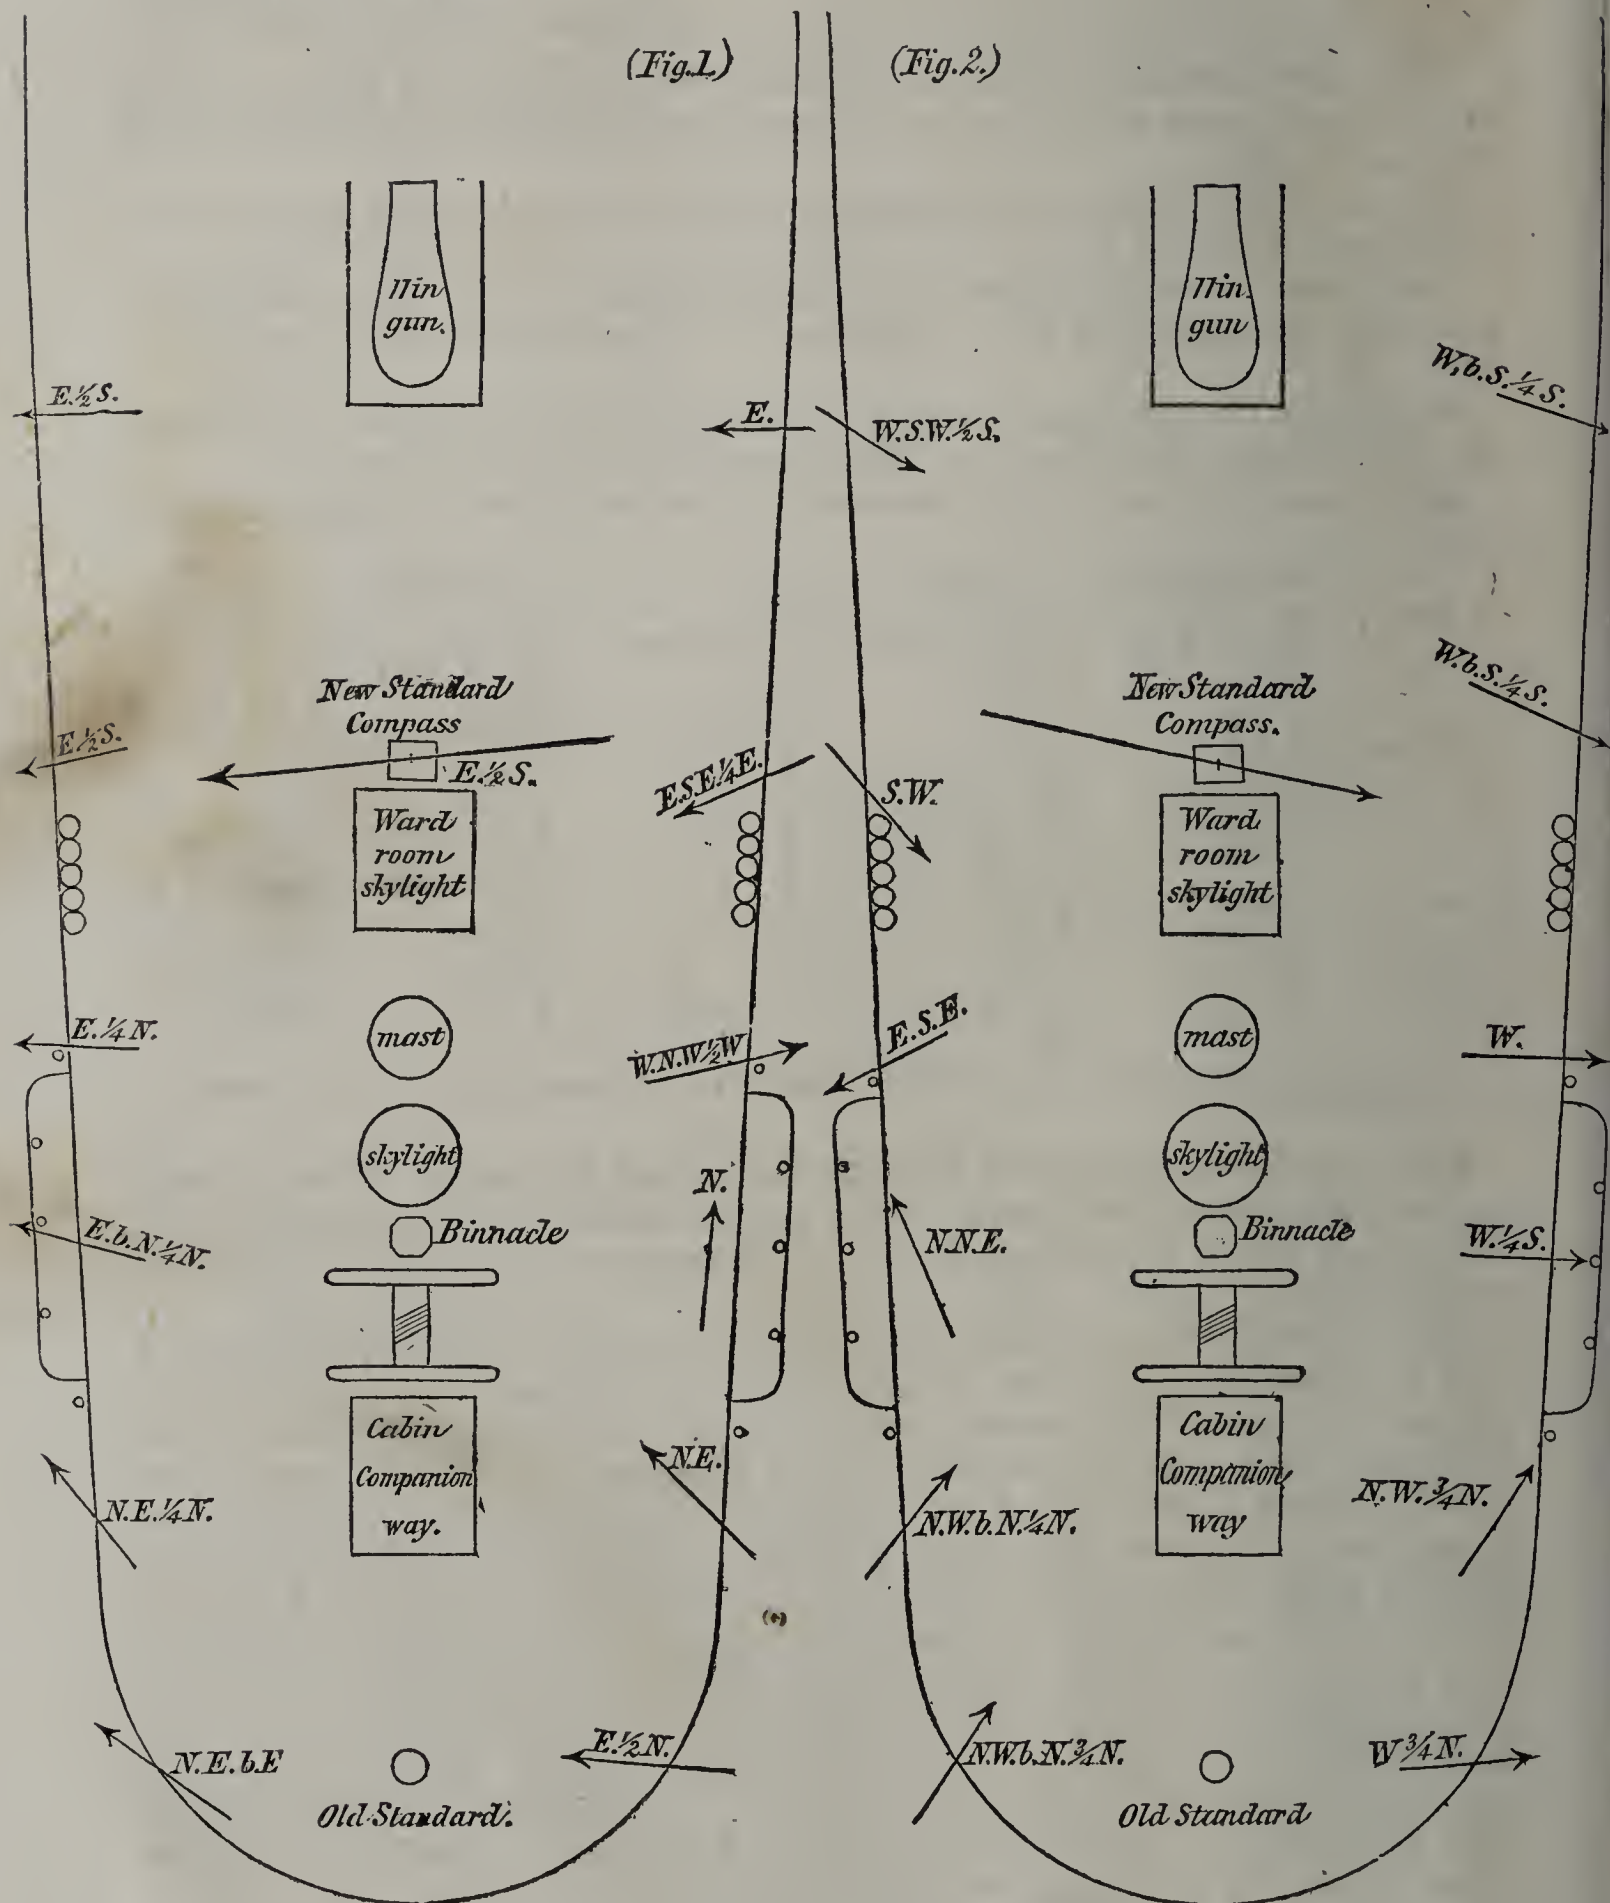 (Fig.1.)
(Fig.2.)
11in
gun.
11in.
gun
E.½S.
E.
W.S.W.½S.
W.b.S.¼S.
New Standard
Compass
E.½S.
E.½S.
E.S.E.¼E.
New Standard
Compass.
S.W.
W.b.S.¼S.
Ward
room
skylight
Ward
room
skylight
E.¼N.
mast
W.N.W½W
E.S.E.
mast
W.
skylight
N.
skylight
E.b.N.¼N.
Binnacle
N.N.E.
Binnacle
W.¼S.
Cabin
Companion
way.
N.E.
Cabin
Companion
way
N.E.¼N.
N.W.b.N.¼N.
N.W.¾N.
N.E.b.E
E.½N.
N.W.b.N.¾N.
W¾N.
Old Standard.
Old Standard